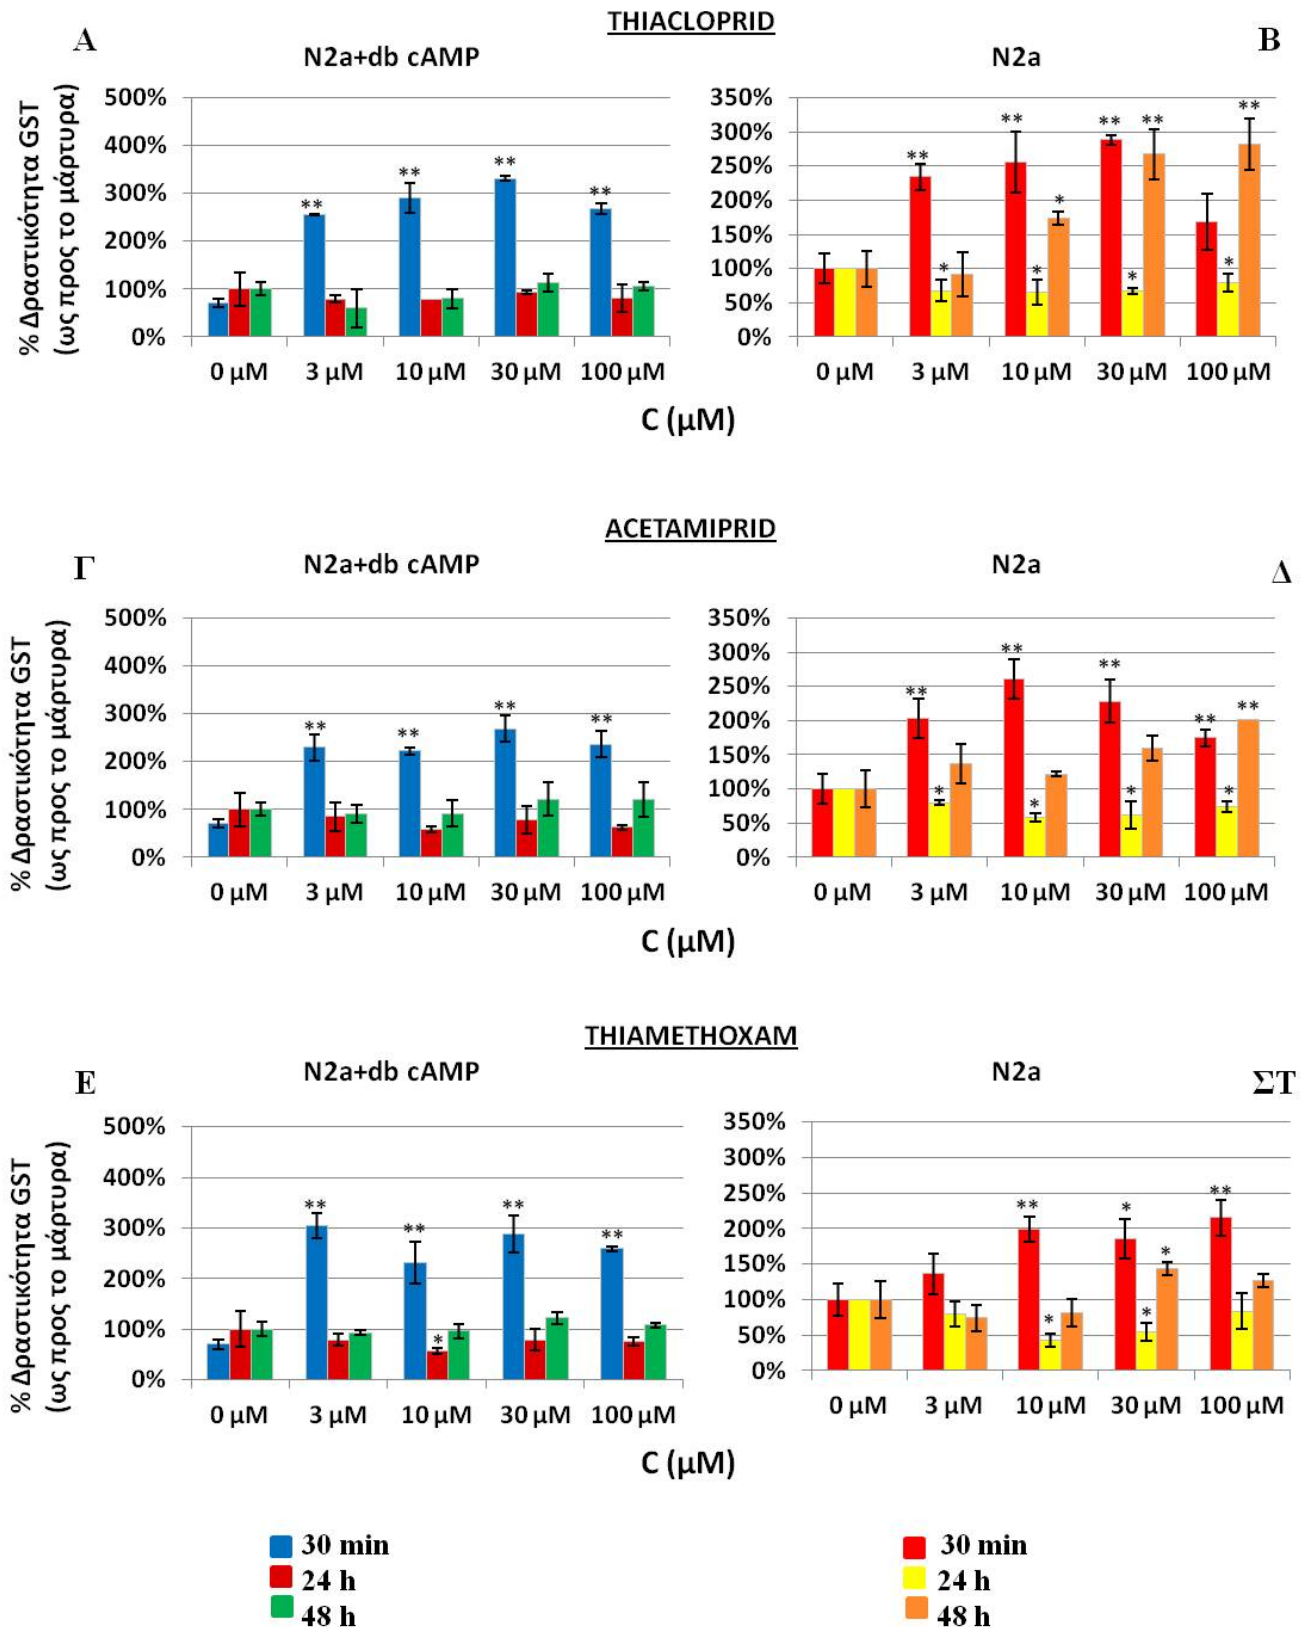 THIACLOPRID
Α
N2a+db cAMP
N2a
Β
% Δραστικότητα GST
(ως προς το μάρτυρα)
500%
400%
300%
200%
100%
0%
** ** ** **
0 μM 3 μM 10 μM 30 μM 100 μM
350%
300%
250%
200%
150%
100%
50%
0%
** ** ** ** **
*
* * * *
0 μM 3 μM 10 μM 30 μM 100 μM
C (μM)
ACETAMIPRID
Γ
N2a+db cAMP
N2a
Δ
% Δραστικότητα GST
(ως προς το μάρτυρα)
500%
400%
300%
200%
100%
0%
** ** ** **
0 μM 3 μM 10 μM 30 μM 100 μM
350%
300%
250%
200%
150%
100%
50%
0%
** ** ** ** **
* * * *
0 μM 3 μM 10 μM 30 μM 100 μM
C (μM)
THIAMETHOXAM
Ε
N2a+db cAMP
N2a
ΣΤ
% Δραστικότητα GST
(ως προς το μάρτυρα)
500%
400%
300%
200%
100%
0%
** ** ** **
*
0 μM 3 μM 10 μM 30 μM 100 μM
350%
300%
250%
200%
150%
100%
50%
0%
** * **
*
* *
0 μM 3 μM 10 μM 30 μM 100 μM
C (μM)
30 min
24 h
48 h
30 min
24 h
48 h